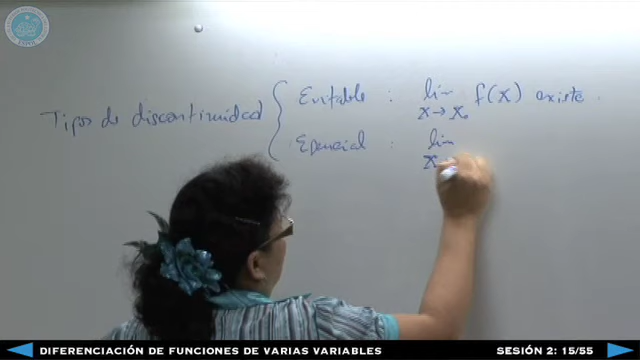 ESPOL
Tipos de discontinuidad { Evitable : lim x→x₀ f(x) existe.
Esencial : lim x
DIFERENCIACIÓN DE FUNCIONES DE VARIAS VARIABLES
SESIÓN 2: 15/55